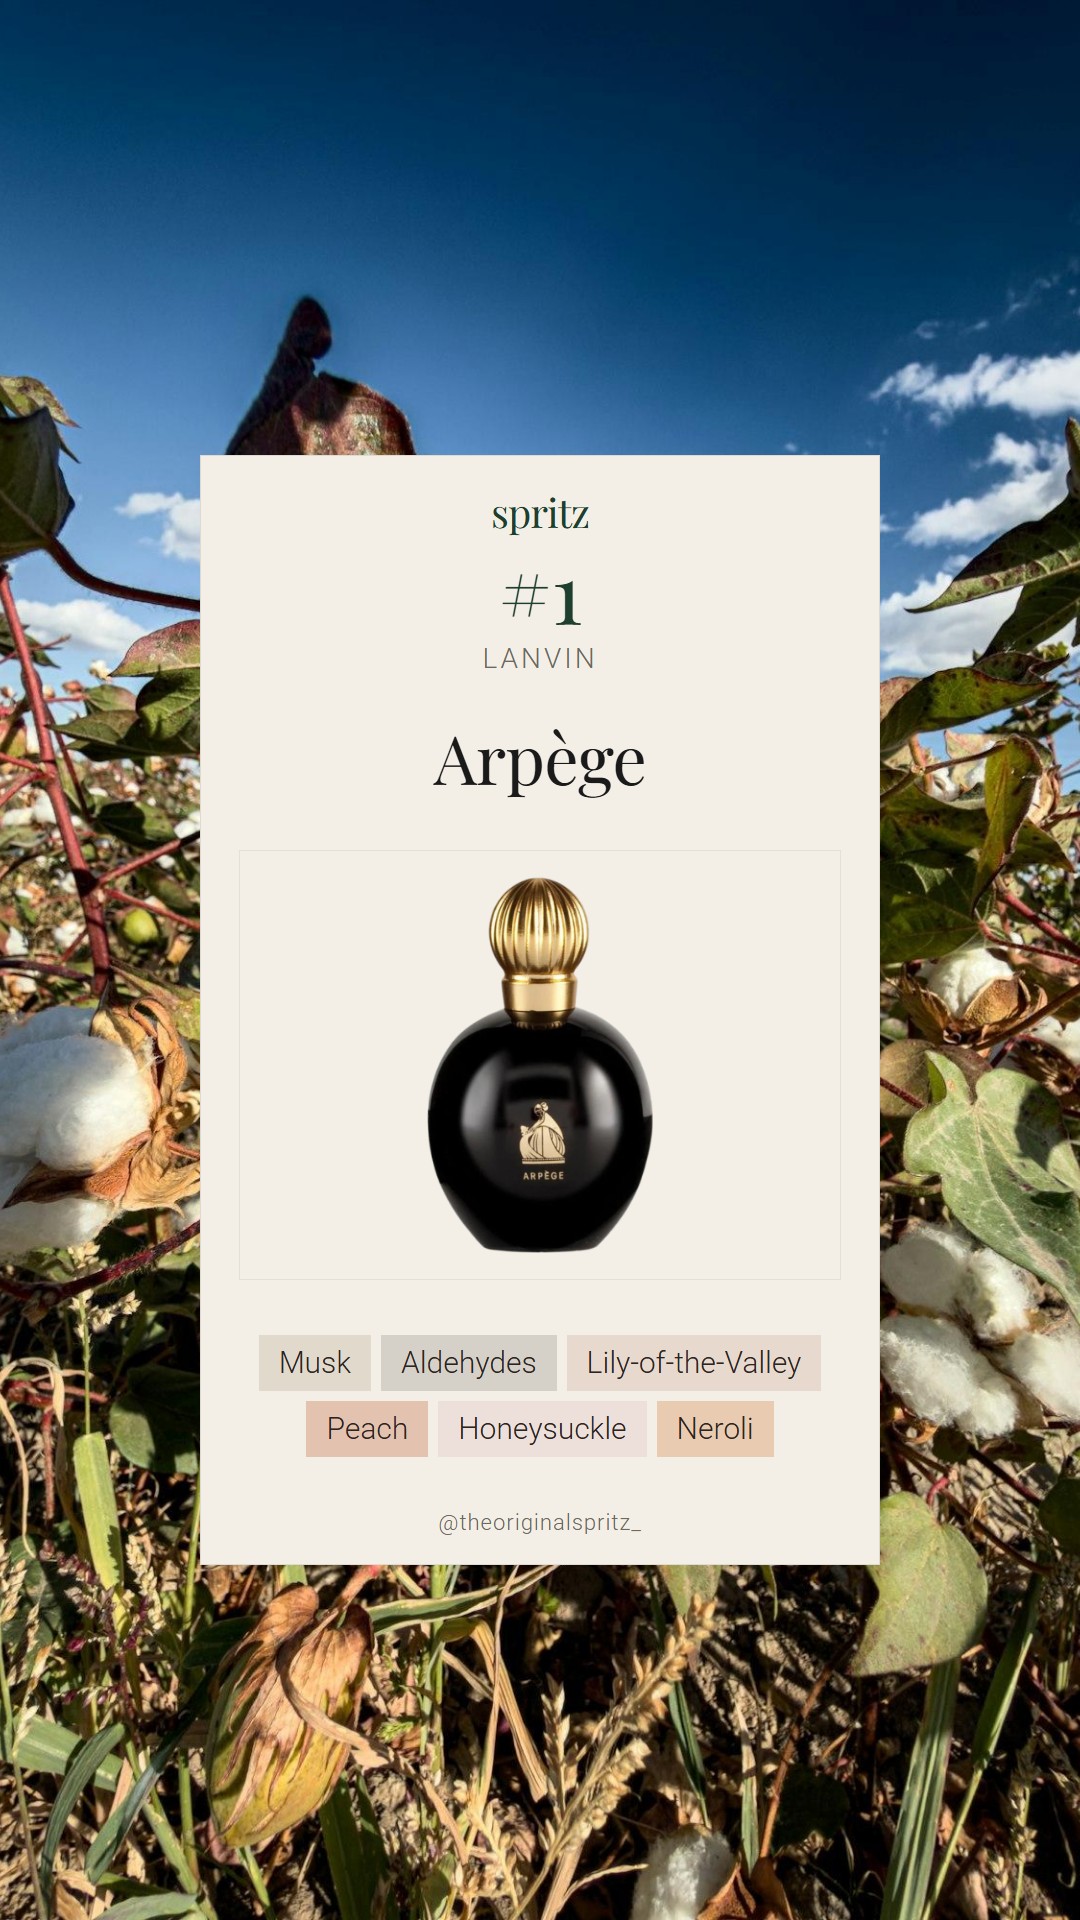 spritz
#1
LANVIN
Arpège
ARPÈGE
Musk Aldehydes Lily-of-the-Valley
Peach Honeysuckle Neroli
@theoriginalspritz_